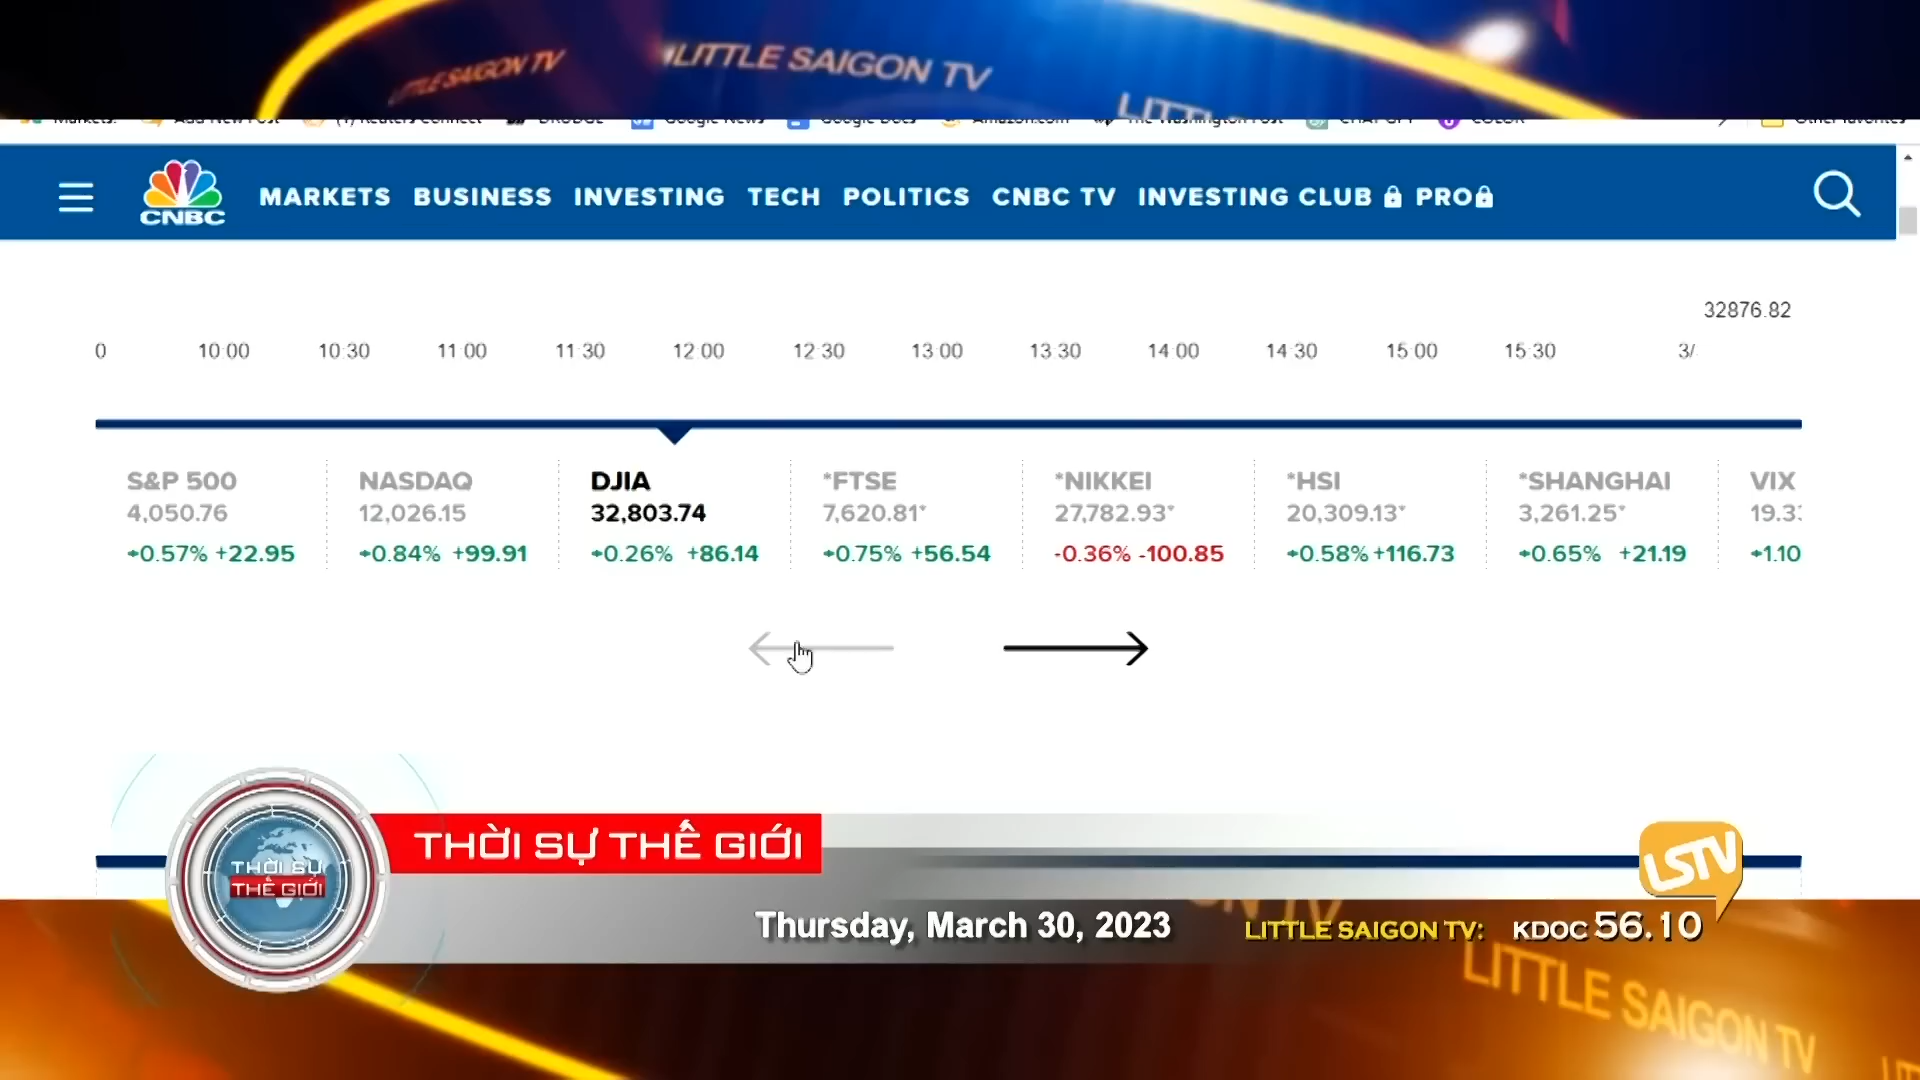 LITTLE SAIGON TV
LITTLE SAIGON TV
CNBC
MARKETS BUSINESS INVESTING TECH POLITICS CNBC TV INVESTING CLUB PRO
32876.82
10:00 10:30 11:00 11:30 12:00 12:30 13:00 13:30 14:00 14:30 15:00 15:30 3/
S&P 500 NASDAQ DJIA *FTSE *NIKKEI *HSI *SHANGHAI VIX
4,050.76 12,026.15 32,803.74 7,620.81* 27,782.93* 20,309.13* 3,261.25*
+0.57% +22.95 +0.84% +99.91 +0.26% +86.14 +0.75% +56.54 -0.36% -100.85 +0.58% +116.73 +0.65% +21.19 +1.10
THỜI SỰ THẾ GIỚI
THỜI SỰ
THẾ GIỚI
LSTV
Thursday, March 30, 2023
LITTLE SAIGON TV: KDOC 56.10
LITTLE SAIGON TV